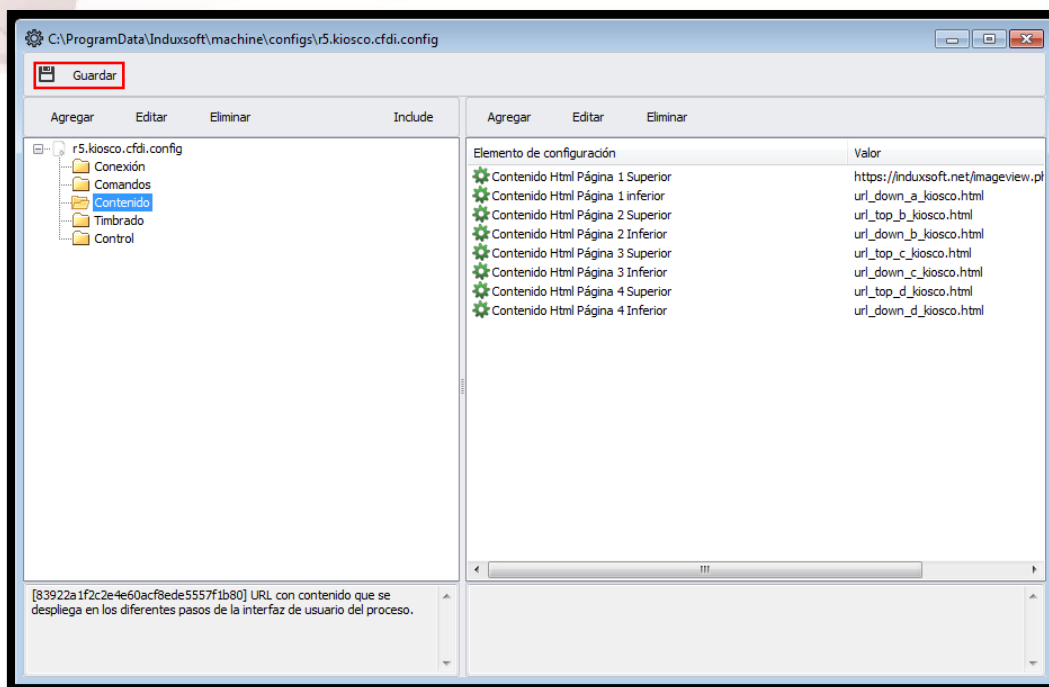 C:\ProgramData\Induxsoft\machine\configs\r5.kiosco.cfdi.config
Guardar
Agregar Editar Eliminar Include
r5.kiosco.cfdi.config
Conexión
Comandos
Contenido
Timbrado
Control
[83922a1f2c2e4e60acf8ede5557f1b80] URL con contenido que se
despliega en los diferentes pasos de la interfaz de usuario del proceso.
Agregar Editar Eliminar
Elemento de configuración Valor
Contenido Html Página 1 Superior https://induxsoft.net/imageview.ph
Contenido Html Página 1 inferior url_down_a_kiosco.html
Contenido Html Página 2 Superior url_top_b_kiosco.html
Contenido Html Página 2 Inferior url_down_b_kiosco.html
Contenido Html Página 3 Superior url_top_c_kiosco.html
Contenido Html Página 3 Inferior url_down_c_kiosco.html
Contenido Html Página 4 Superior url_top_d_kiosco.html
Contenido Html Página 4 Inferior url_down_d_kiosco.html